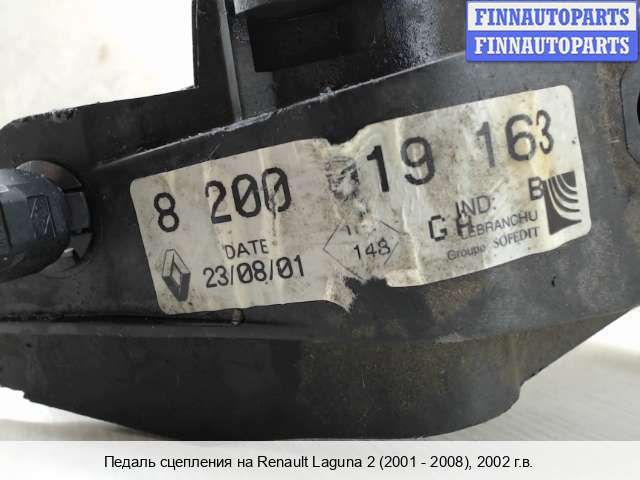 FINNAUTOPARTS
FINNAUTOPARTS
8 200 19 163
DATE
23/08/01
148
IND: B
G H
LEBRANCHU
Groupe SOFEDIT
Педаль сцепления на Renault Laguna 2 (2001 - 2008), 2002 г.в.